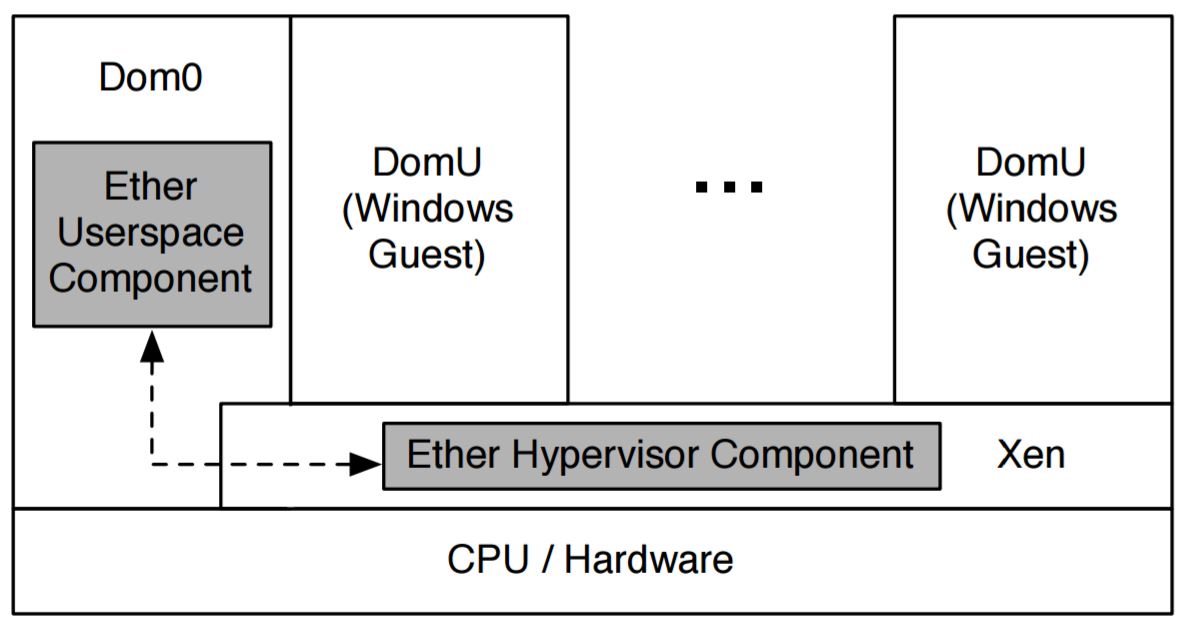 Dom0
Ether
Userspace
Component
DomU
(Windows
Guest)
...
DomU
(Windows
Guest)
Ether Hypervisor Component
Xen
CPU / Hardware